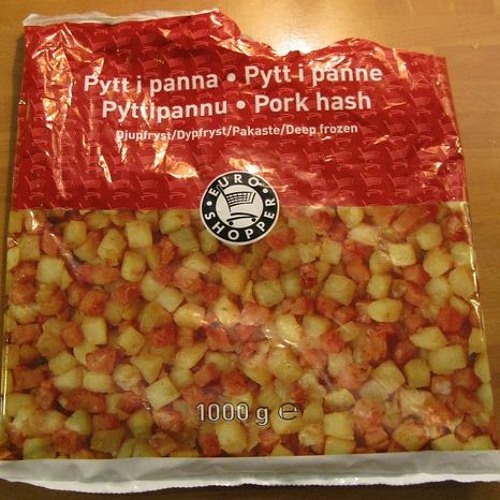 Pytt i panna • Pytt i panne
Pyttipannu • Pork hash
Djupfryst/Dypfryst/Pakaste/Deep frozen
EURO
SHOPPER
1000 g ℮